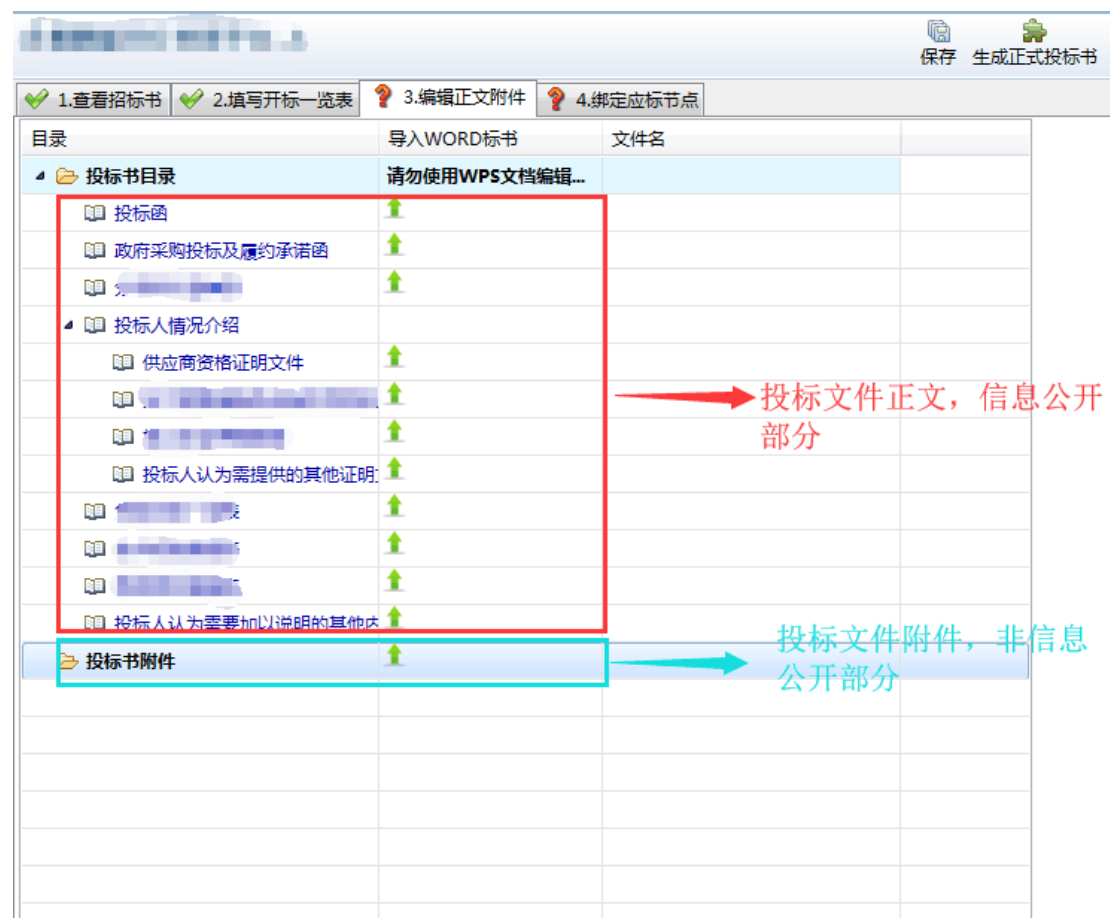 保存 生成正式投标书
1.查看招标书 2.填写开标一览表 3.编辑正文附件 4.绑定应标节点
目录 导入WORD标书 文件名
投标书目录 请勿使用WPS文档编辑...
投标函
政府采购投标及履约承诺函
投标人情况介绍
供应商资格证明文件
投标人认为需提供的其他证明
投标人认为需要加以说明的其他内
投标书附件
投标文件正文，信息公开
部分
投标文件附件，非信息
公开部分